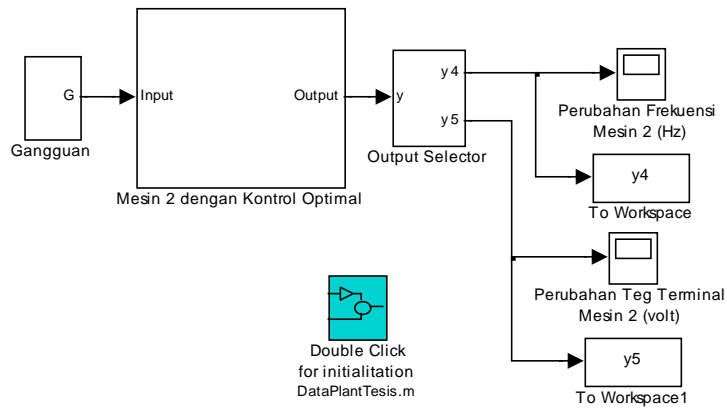 G
Gangguan
Input
Output
Mesin 2 dengan Kontrol Optimal
y
y4
y5
Output Selector
Perubahan Frekuensi
Mesin 2 (Hz)
y4
To Workspace
Perubahan Teg Terminal
Mesin 2 (volt)
y5
To Workspace1
Double Click
for initialitation
DataPlantTesis.m